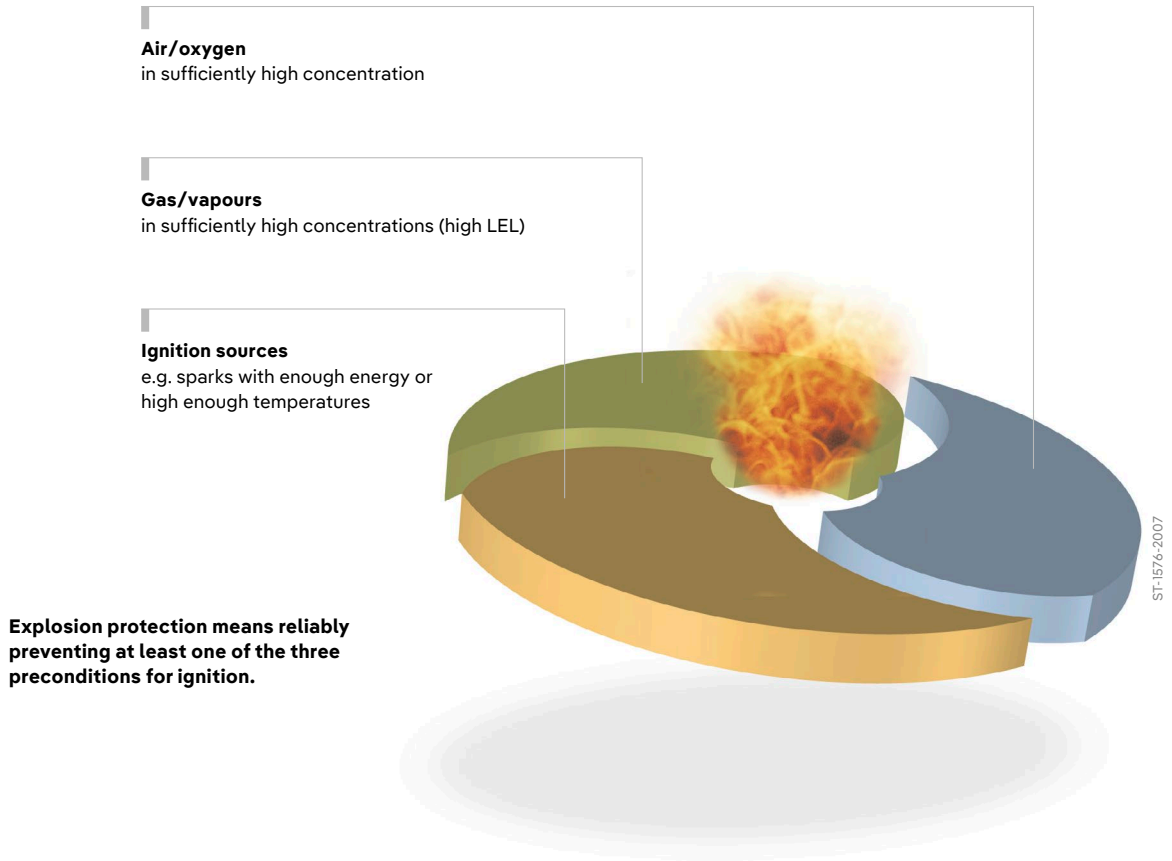 Air/oxygen
in sufficiently high concentration
Gas/vapours
in sufficiently high concentrations (high LEL)
Ignition sources
e.g. sparks with enough energy or
high enough temperatures
Explosion protection means reliably
preventing at least one of the three
preconditions for ignition.
ST-1576-2007